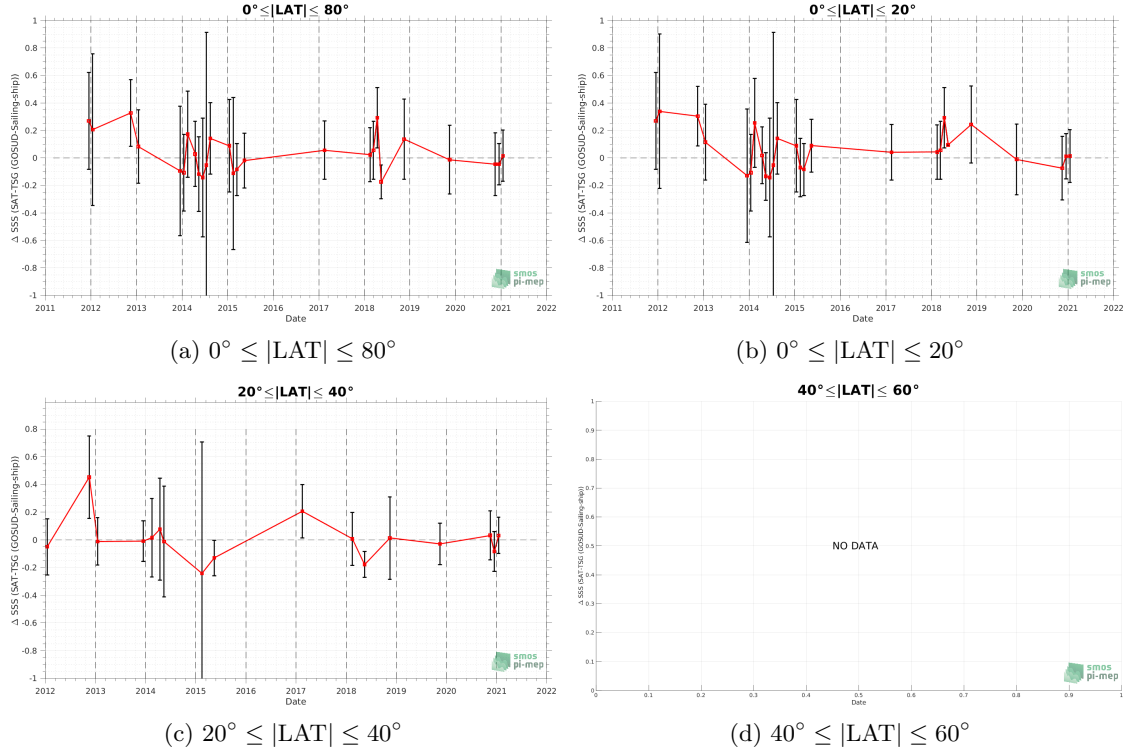 0°≤|LAT|≤ 80°
Δ SSS (SAT-TSG (GOSUD-Sailing-ship))
1
0.8
0.6
0.4
0.2
0
-0.2
-0.4
-0.6
-0.8
-1
2011 2012 2013 2014 2015 2016 2017 2018 2019 2020 2021 2022
Date
smos
pi-mep
(a) 0° ≤ |LAT| ≤ 80°
0°≤|LAT|≤ 20°
Δ SSS (SAT-TSG (GOSUD-Sailing-ship))
1
0.8
0.6
0.4
0.2
0
-0.2
-0.4
-0.6
-0.8
-1
2011 2012 2013 2014 2015 2016 2017 2018 2019 2020 2021 2022
Date
smos
pi-mep
(b) 0° ≤ |LAT| ≤ 20°
20°≤|LAT|≤ 40°
Δ SSS (SAT-TSG (GOSUD-Sailing-ship))
0.8
0.6
0.4
0.2
0
-0.2
-0.4
-0.6
-0.8
-1
2012 2013 2014 2015 2016 2017 2018 2019 2020 2021 2022
Date
smos
pi-mep
(c) 20° ≤ |LAT| ≤ 40°
40°≤|LAT|≤ 60°
Δ SSS (SAT-TSG (GOSUD-Sailing-ship))
1
0.9
0.8
0.7
0.6
0.5
0.4
0.3
0.2
0.1
0
NO DATA
0 0.1 0.2 0.3 0.4 0.5 0.6 0.7 0.8 0.9 1
Date
smos
pi-mep
(d) 40° ≤ |LAT| ≤ 60°